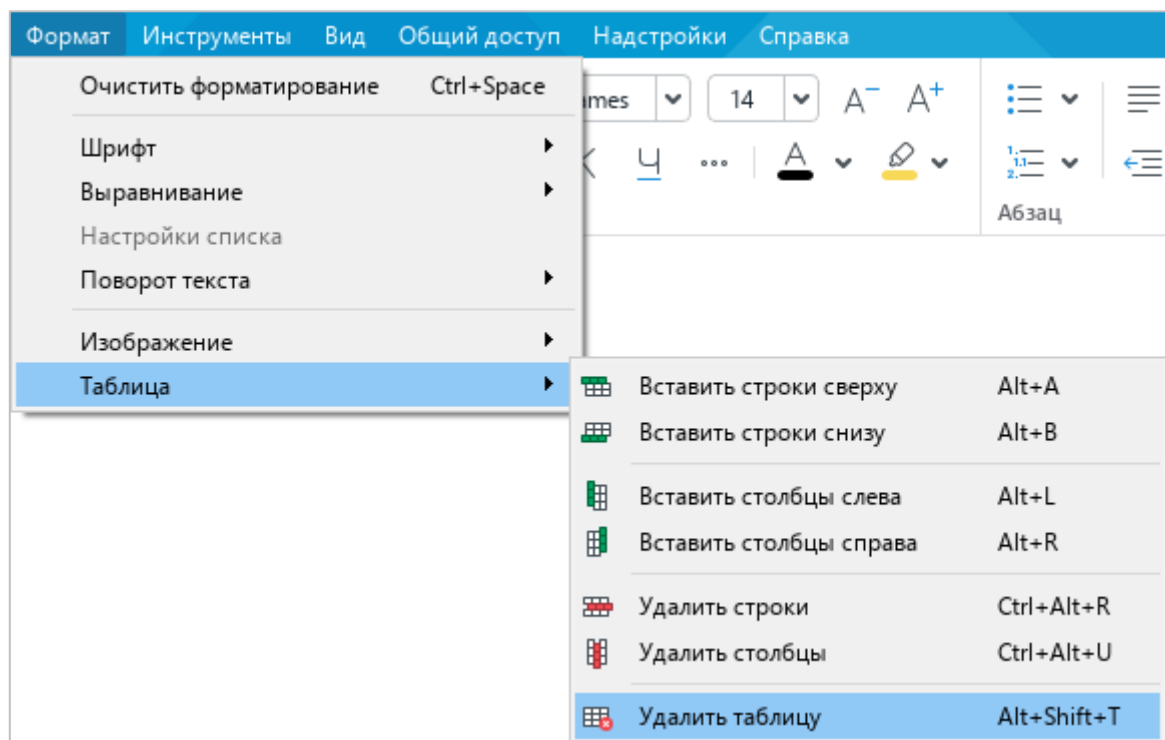 Формат Инструменты Вид Общий доступ Надстройки Справка
Очистить форматирование Ctrl+Space
14 A⁻ A⁺
Шрифт
Ч A
Выравнивание
Абзац
Настройки списка
Поворот текста
Изображение
Таблица
Вставить строки сверху Alt+A
Вставить строки снизу Alt+B
Вставить столбцы слева Alt+L
Вставить столбцы справа Alt+R
Удалить строки Ctrl+Alt+R
Удалить столбцы Ctrl+Alt+U
Удалить таблицу Alt+Shift+T